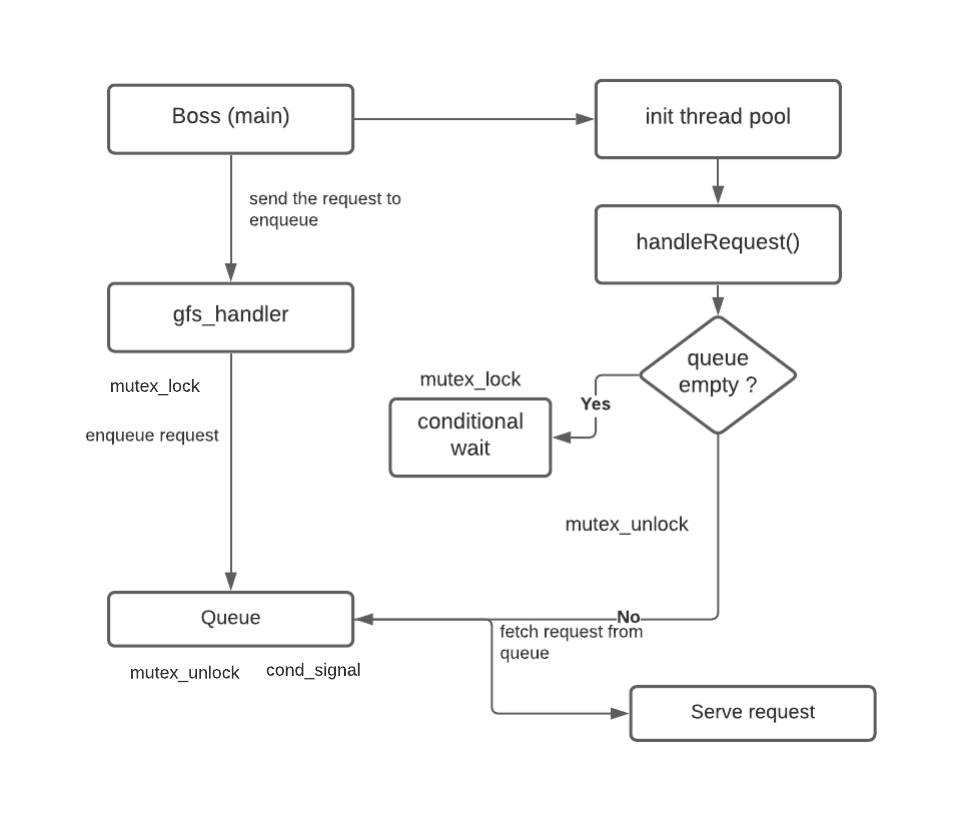 Boss (main)
init thread pool
send the request to
enqueue
handleRequest()
gfs_handler
queue
empty ?
mutex_lock
Yes
mutex_lock
conditional
wait
enqueue request
mutex_unlock
Queue
No
fetch request from
queue
mutex_unlock
cond_signal
Serve request